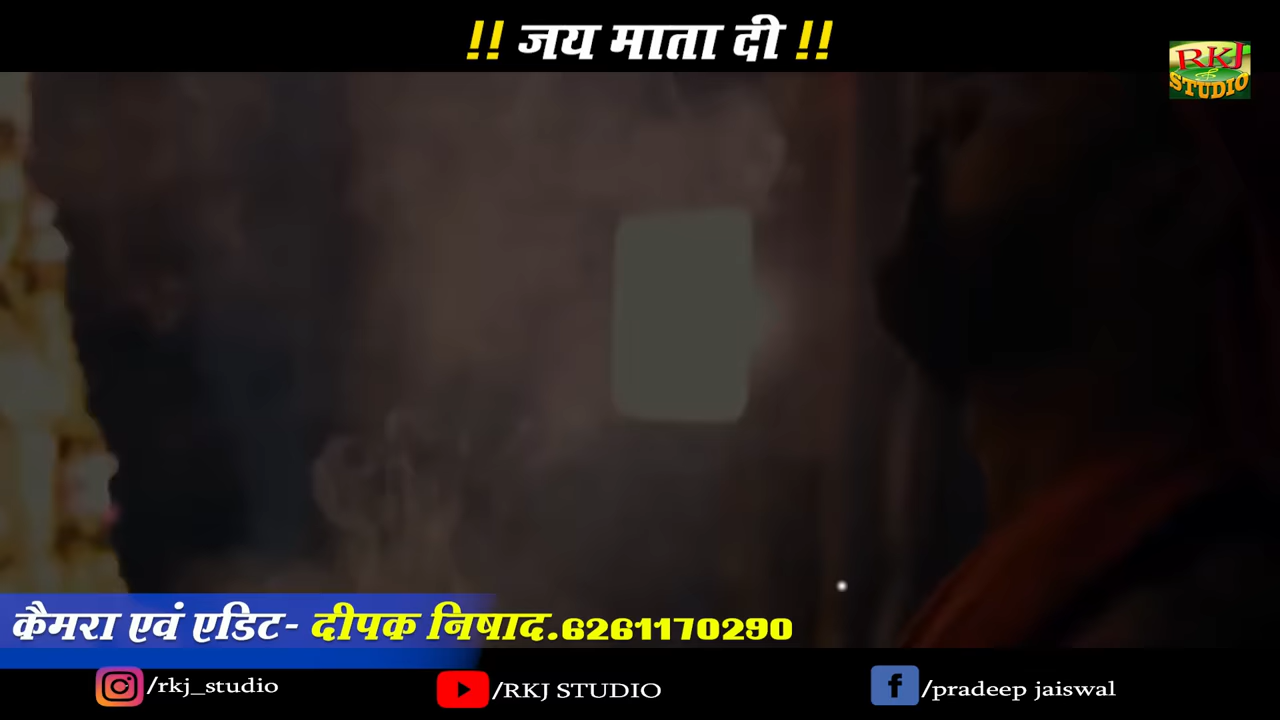 !! जय माता दी !!
RKJ
STUDIO
कैमरा एवं एडिट- दीपक निषाद.6261170290
/rkj_studio
/RKJ STUDIO
/pradeep jaiswal